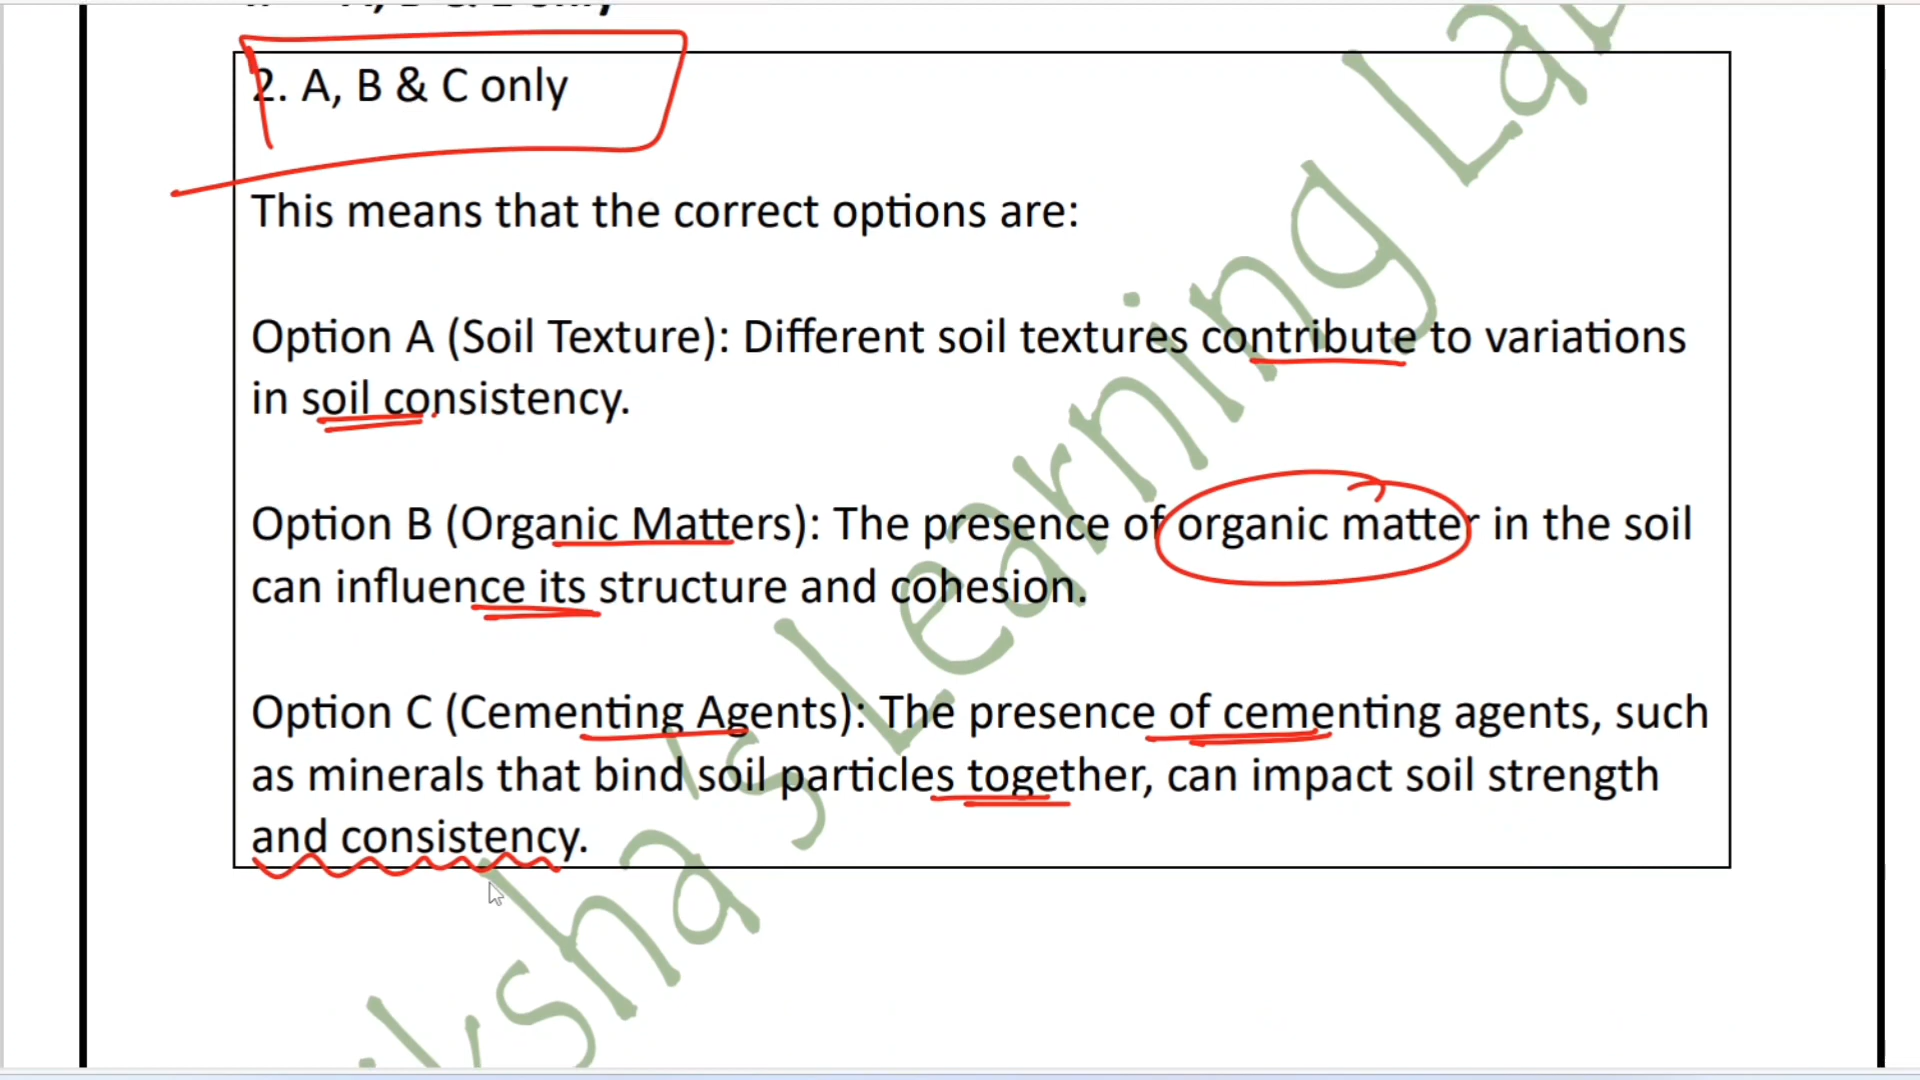 2. A, B & C only
This means that the correct options are:
Option A (Soil Texture): Different soil textures contribute to variations
in soil consistency.
Option B (Organic Matters): The presence of organic matter in the soil
can influence its structure and cohesion.
Option C (Cementing Agents): The presence of cementing agents, such
as minerals that bind soil particles together, can impact soil strength
and consistency.
's Learning